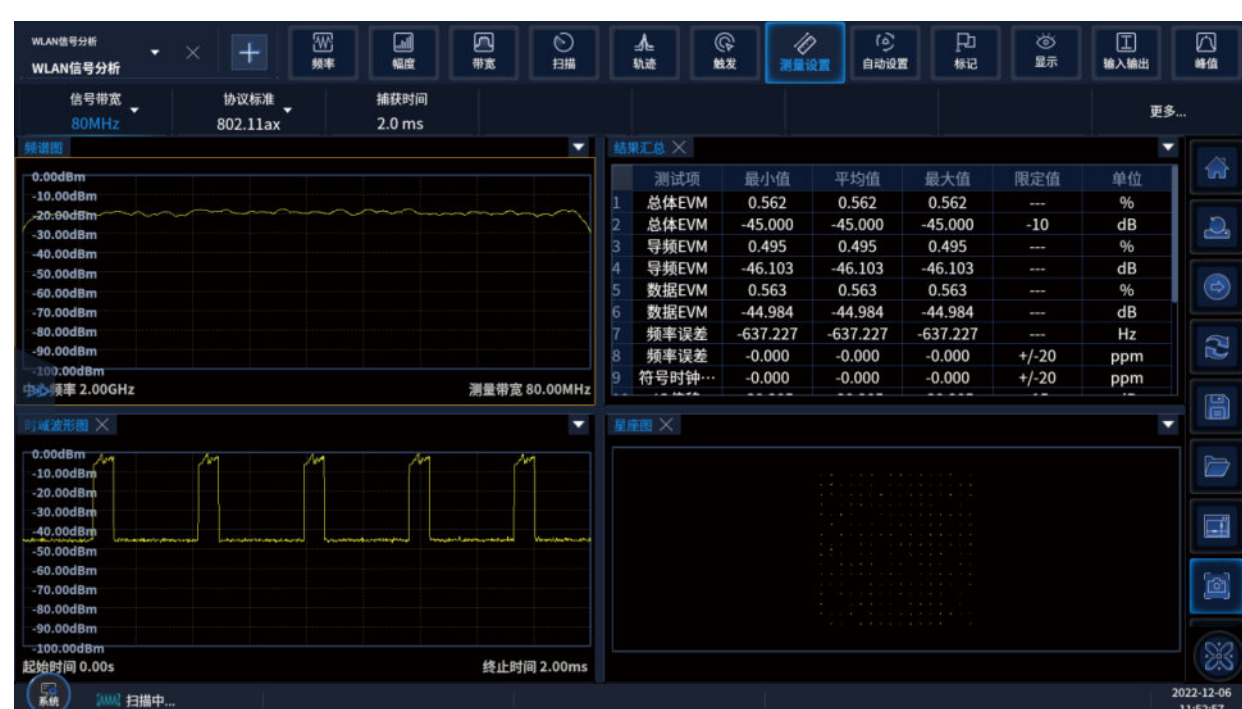 WLAN信号分析
WLAN信号分析
频率
幅度
带宽
扫描
轨迹
触发
测量设置
自动设置
标记
显示
输入输出
峰值
信号带宽
80MHz
协议标准
802.11ax
捕获时间
2.0 ms
更多...
频谱图
0.00dBm
-10.00dBm
-20.00dBm
-30.00dBm
-40.00dBm
-50.00dBm
-60.00dBm
-70.00dBm
-80.00dBm
-90.00dBm
-100.00dBm
中心频率 2.00GHz 测量带宽 80.00MHz
结果汇总
测试项 最小值 平均值 最大值 限定值 单位
1 总体EVM 0.562 0.562 0.562 --- %
2 总体EVM -45.000 -45.000 -45.000 -10 dB
3 导频EVM 0.495 0.495 0.495 --- %
4 导频EVM -46.103 -46.103 -46.103 --- dB
5 数据EVM 0.563 0.563 0.563 --- %
6 数据EVM -44.984 -44.984 -44.984 --- dB
7 频率误差 -637.227 -637.227 -637.227 --- Hz
8 频率误差 -0.000 -0.000 -0.000 +/-20 ppm
9 符号时钟… -0.000 -0.000 -0.000 +/-20 ppm
时域波形图
0.00dBm
-10.00dBm
-20.00dBm
-30.00dBm
-40.00dBm
-50.00dBm
-60.00dBm
-70.00dBm
-80.00dBm
-90.00dBm
-100.00dBm
起始时间 0.00s 终止时间 2.00ms
星座图
系统
扫描中...
2022-12-06
11:52:57